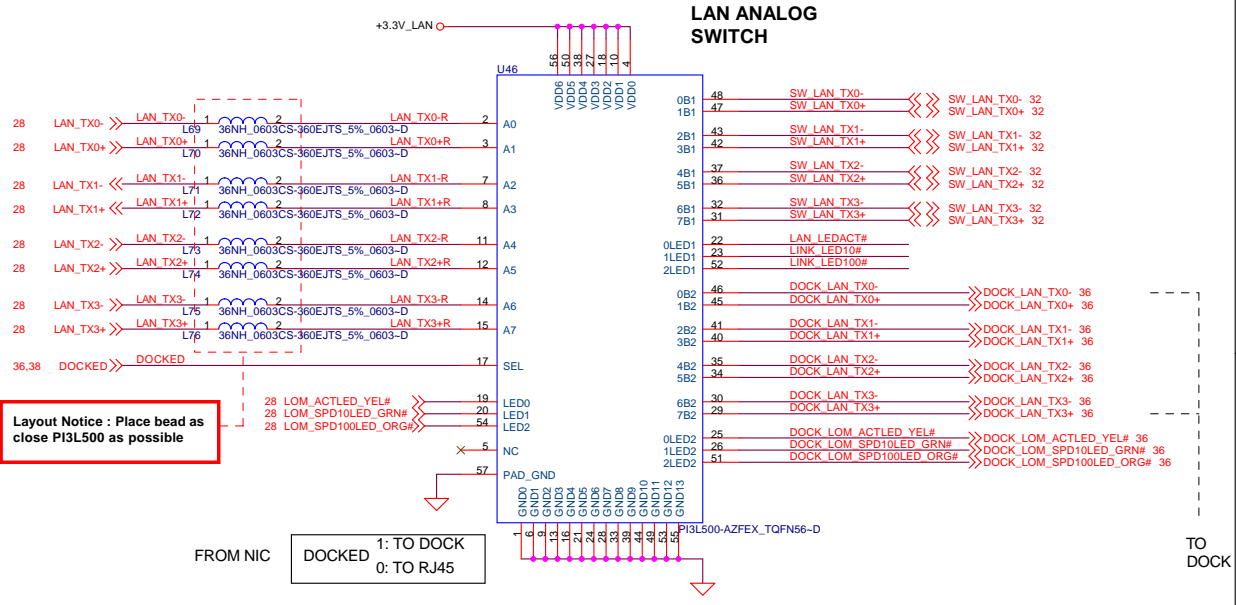 LAN ANALOG
SWITCH
+3.3V_LAN
56 50 38 27 18 10 4
VDD6 VDD5 VDD4 VDD3 VDD2 VDD1 VDD0
U46
28 LAN_TX0- LAN_TX0- 1 2 LAN_TX0-R 2 A0
L69 36NH_0603CS-360EJTS_5%_0603~D
28 LAN_TX0+ LAN_TX0+ 1 2 LAN_TX0+R 3 A1
L70 36NH_0603CS-360EJTS_5%_0603~D
28 LAN_TX1- LAN_TX1- 1 2 LAN_TX1-R 7 A2
L71 36NH_0603CS-360EJTS_5%_0603~D
28 LAN_TX1+ LAN_TX1+ 1 2 LAN_TX1+R 8 A3
L72 36NH_0603CS-360EJTS_5%_0603~D
28 LAN_TX2- LAN_TX2- 1 2 LAN_TX2-R 11 A4
L73 36NH_0603CS-360EJTS_5%_0603~D
28 LAN_TX2+ LAN_TX2+ 1 2 LAN_TX2+R 12 A5
L74 36NH_0603CS-360EJTS_5%_0603~D
28 LAN_TX3- LAN_TX3- 1 2 LAN_TX3-R 14 A6
L75 36NH_0603CS-360EJTS_5%_0603~D
28 LAN_TX3+ LAN_TX3+ 1 2 LAN_TX3+R 15 A7
L76 36NH_0603CS-360EJTS_5%_0603~D
36,38 DOCKED DOCKED 17 SEL
28 LOM_ACTLED_YEL# 19 LED0
28 LOM_SPD10LED_GRN# 20 LED1
28 LOM_SPD100LED_ORG# 54 LED2
5 NC
57 PAD_GND
Layout Notice : Place bead as
close PI3L500 as possible
0B1 48 SW_LAN_TX0- SW_LAN_TX0- 32
1B1 47 SW_LAN_TX0+ SW_LAN_TX0+ 32
2B1 43 SW_LAN_TX1- SW_LAN_TX1- 32
3B1 42 SW_LAN_TX1+ SW_LAN_TX1+ 32
4B1 37 SW_LAN_TX2- SW_LAN_TX2- 32
5B1 36 SW_LAN_TX2+ SW_LAN_TX2+ 32
6B1 32 SW_LAN_TX3- SW_LAN_TX3- 32
7B1 31 SW_LAN_TX3+ SW_LAN_TX3+ 32
0LED1 22 LAN_LEDACT#
1LED1 23 LINK_LED10#
2LED1 52 LINK_LED100#
0B2 46 DOCK_LAN_TX0- DOCK_LAN_TX0- 36
1B2 45 DOCK_LAN_TX0+ DOCK_LAN_TX0+ 36
2B2 41 DOCK_LAN_TX1- DOCK_LAN_TX1- 36
3B2 40 DOCK_LAN_TX1+ DOCK_LAN_TX1+ 36
4B2 35 DOCK_LAN_TX2- DOCK_LAN_TX2- 36
5B2 34 DOCK_LAN_TX2+ DOCK_LAN_TX2+ 36
6B2 30 DOCK_LAN_TX3- DOCK_LAN_TX3- 36
7B2 29 DOCK_LAN_TX3+ DOCK_LAN_TX3+ 36
0LED2 25 DOCK_LOM_ACTLED_YEL# DOCK_LOM_ACTLED_YEL# 36
1LED2 26 DOCK_LOM_SPD10LED_GRN# DOCK_LOM_SPD10LED_GRN# 36
2LED2 51 DOCK_LOM_SPD100LED_ORG# DOCK_LOM_SPD100LED_ORG# 36
GND0 GND1 GND2 GND3 GND4 GND5 GND6 GND7 GND8 GND9 GND10 GND11 GND12 GND13
1 6 9 13 16 21 24 28 33 39 44 49 53 55
PI3L500-AZFEX_TQFN56~D
FROM NIC
DOCKED
1: TO DOCK
0: TO RJ45
TO
DOCK